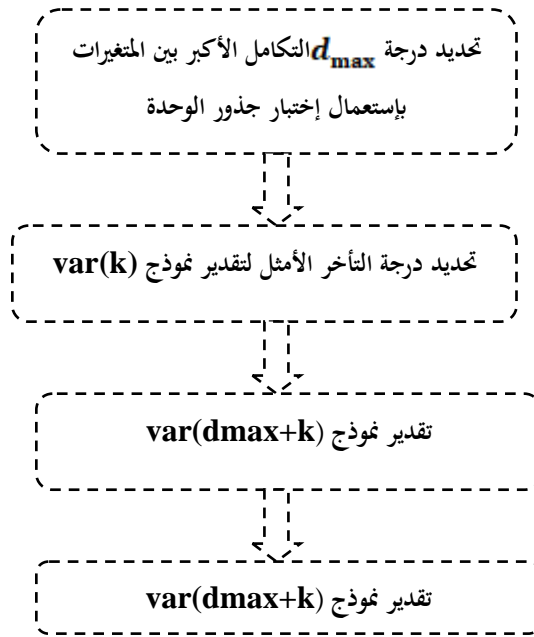 تحديد درجة d max التكامل الأكبر بين المتغيرات
بإستعمال إختبار جذور الوحدة
تحديد درجة التأخر الأمثل لتقدير نموذج var(k)
تقدير نموذج var(dmax+k)
تقدير نموذج var(dmax+k)